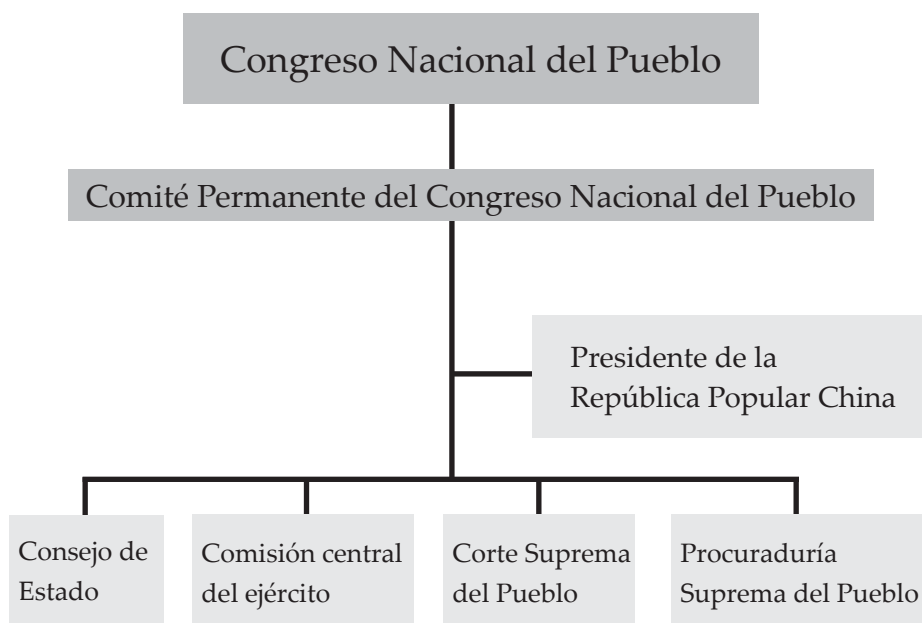 Congreso Nacional del Pueblo
Comité Permanente del Congreso Nacional del Pueblo
Presidente de la
República Popular China
Consejo de
Estado
Comisión central
del ejército
Corte Suprema
del Pueblo
Procuraduría
Suprema del Pueblo